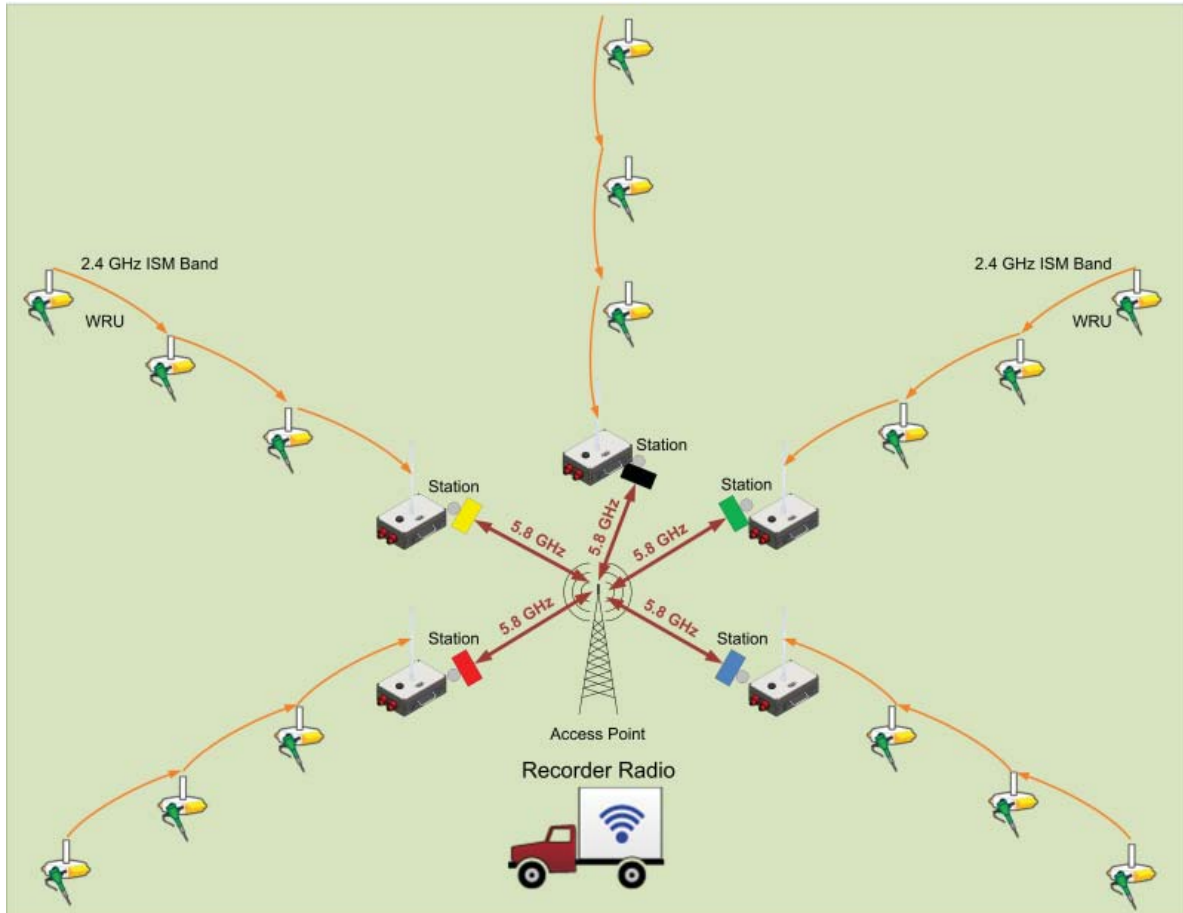 2.4 GHz ISM Band
2.4 GHz ISM Band
WRU
WRU
Station
Station
Station
5.8 GHz
5.8 GHz
5.8 GHz
5.8 GHz
5.8 GHz
Station
Station
Access Point
Recorder Radio